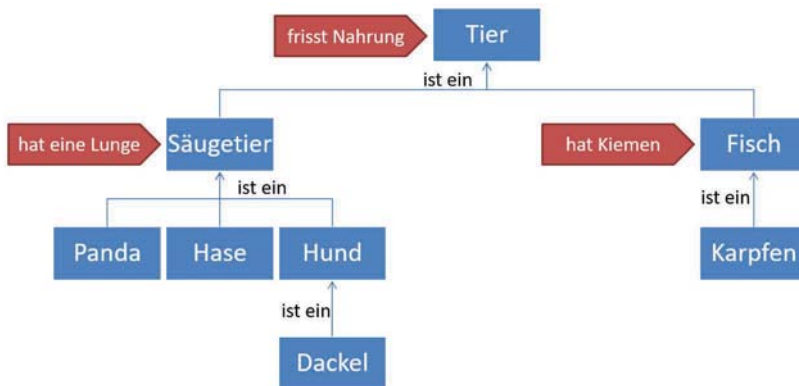 frisst Nahrung
Tier
ist ein
hat eine Lunge
Säugetier
hat Kiemen
Fisch
ist ein
ist ein
Panda
Hase
Hund
Karpfen
ist ein
Dackel